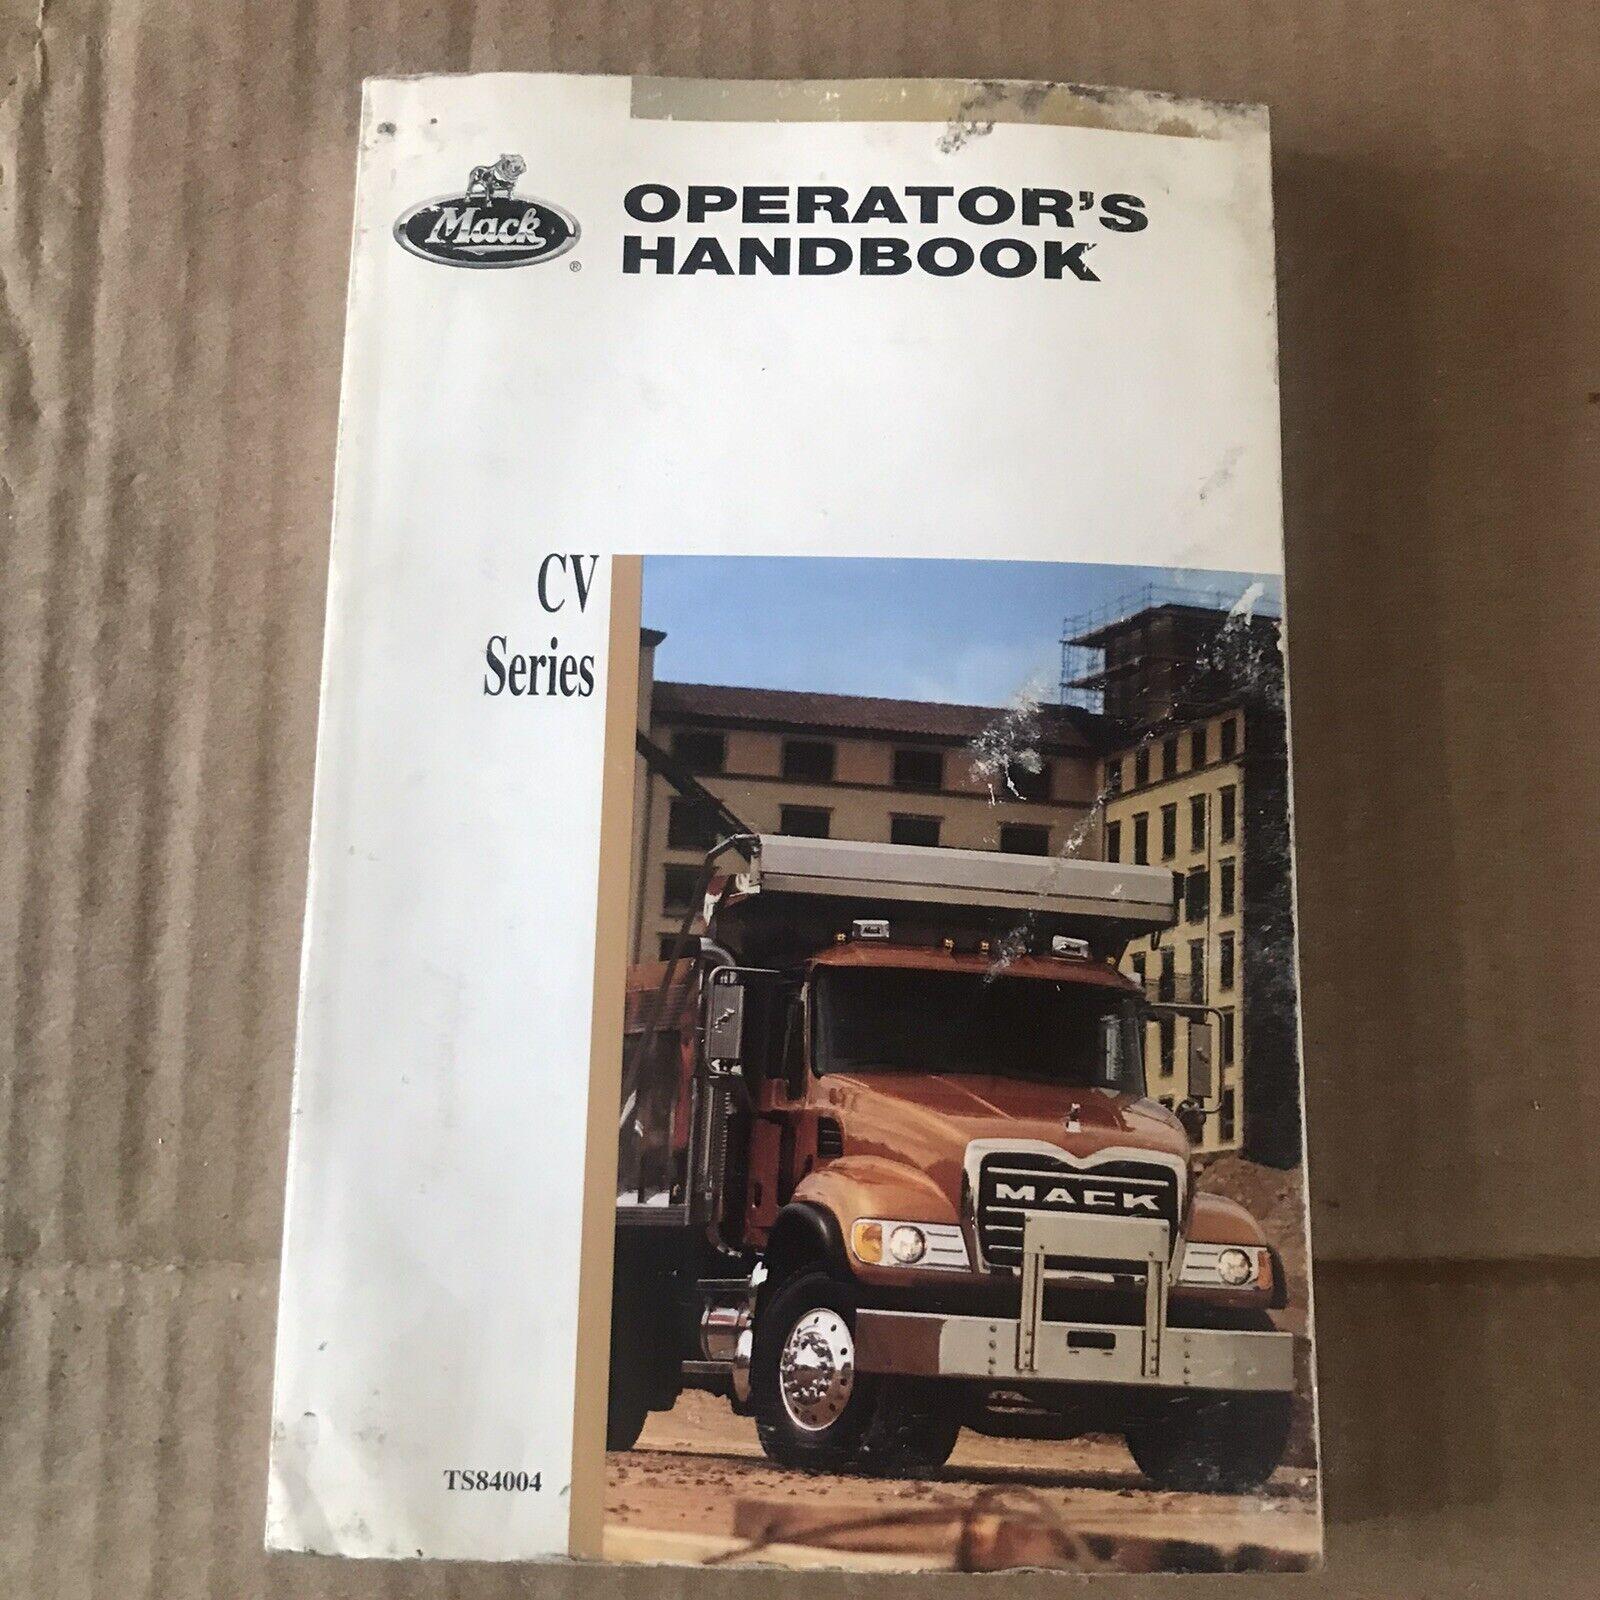 Mack
®
OPERATOR'S
HANDBOOK
CV
Series
MACK
TS84004